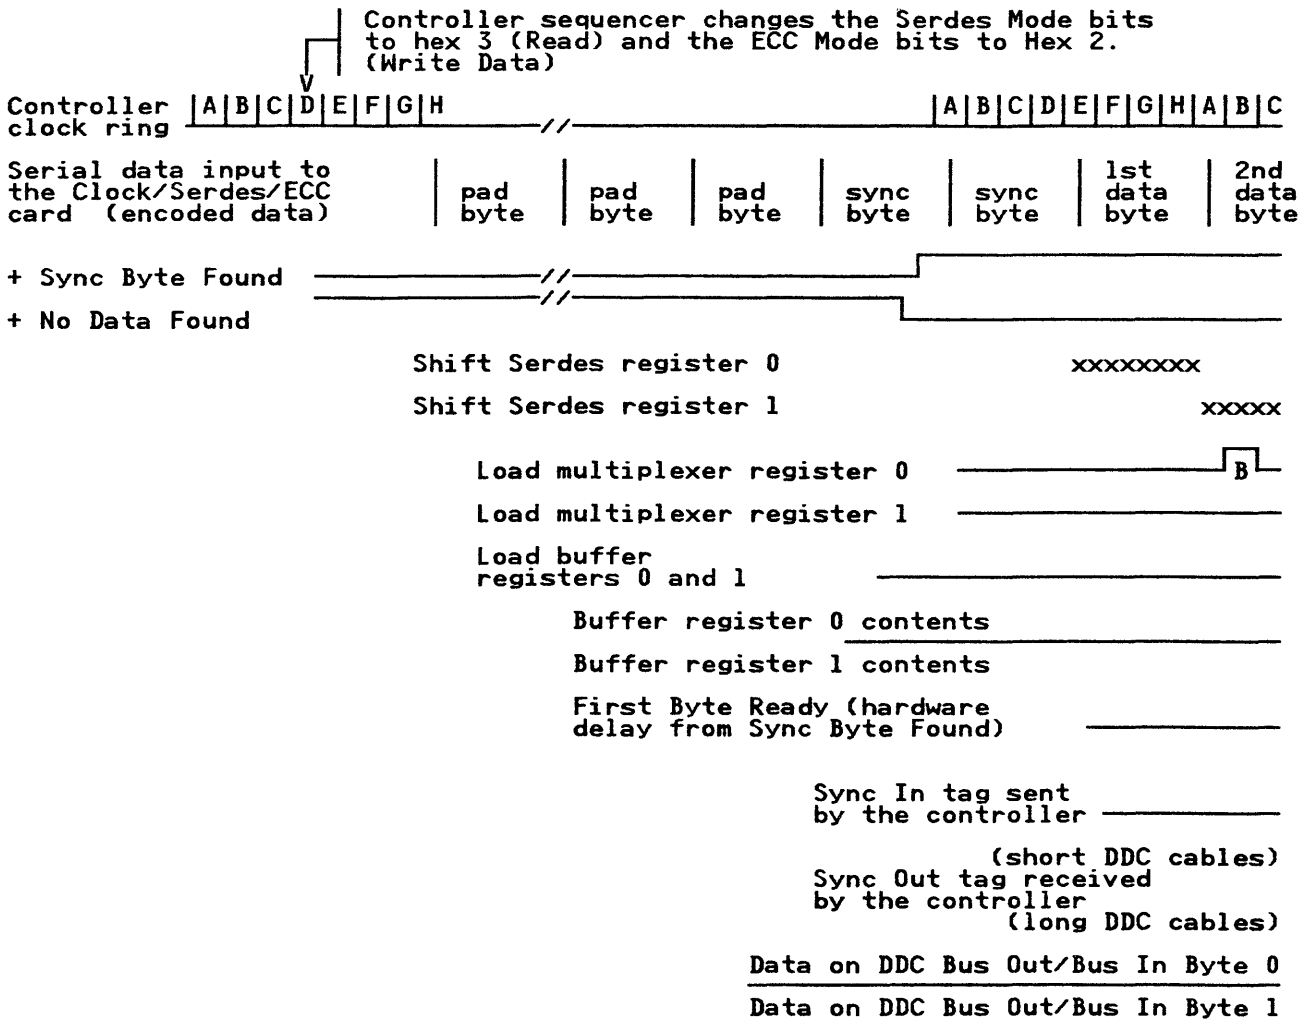 Controller sequencer changes the Serdes Mode bits
to hex 3 (Read) and the ECC Mode bits to Hex 2.
(Write Data)
Controller |A|B|C|D|E|F|G|H |A|B|C|D|E|F|G|H|A|B|C
clock ring
Serial data input to
the Clock/Serdes/ECC
card (encoded data)
pad
byte
pad
byte
pad
byte
sync
byte
sync
byte
1st
data
byte
2nd
data
byte
+ Sync Byte Found
+ No Data Found
Shift Serdes register 0 xxxxxxxx
Shift Serdes register 1 xxxxx
Load multiplexer register 0 B
Load multiplexer register 1
Load buffer
registers 0 and 1
Buffer register 0 contents
Buffer register 1 contents
First Byte Ready (hardware
delay from Sync Byte Found)
Sync In tag sent
by the controller
(short DDC cables)
Sync Out tag received
by the controller
(long DDC cables)
Data on DDC Bus Out/Bus In Byte 0
Data on DDC Bus Out/Bus In Byte 1